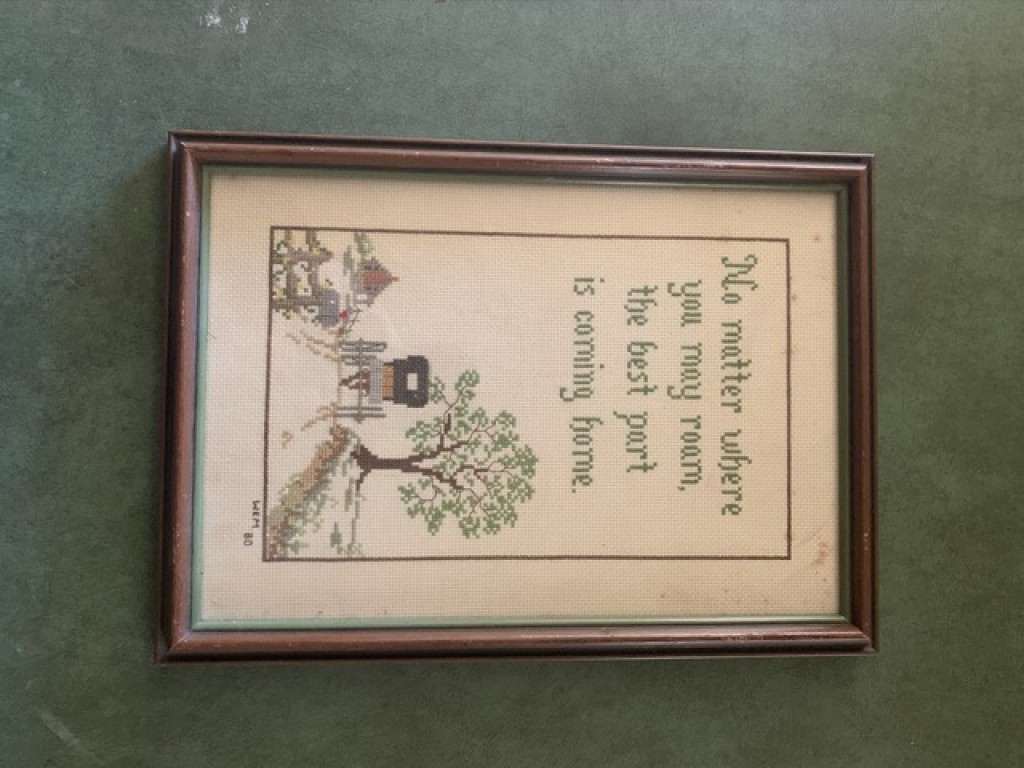 No matter where
you may roam,
the best part
is coming home.
WKM 80